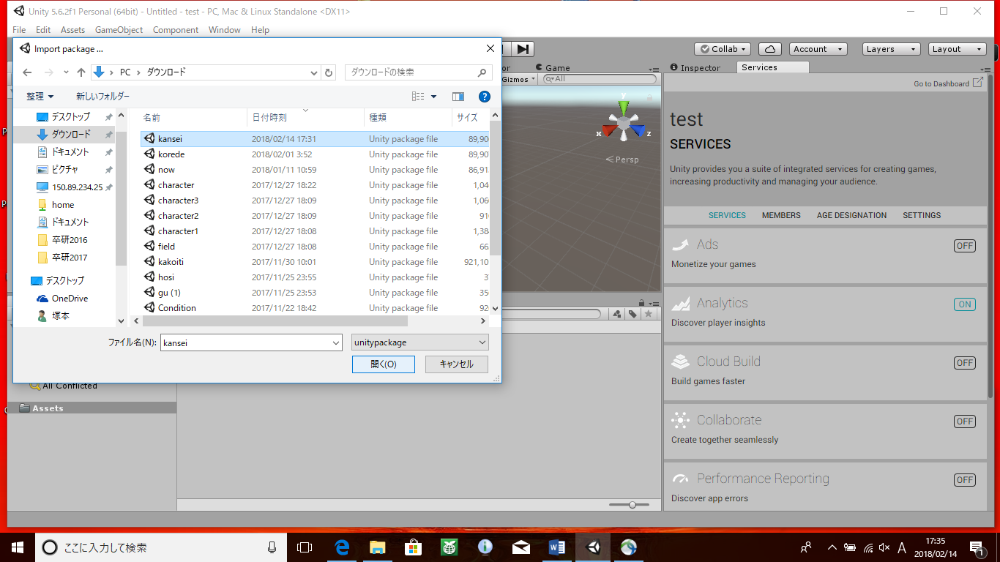 Unity 5.6.2f1 Personal (64bit) - Untitled - test - PC, Mac & Linux Standalone <DX11>
File Edit Assets GameObject Component Window Help
Import package ...
Collab Account Layers Layout
PC ダウンロード ダウンロードの検索
Game
Inspector Services
Gizmos All
Go to Dashboard
整理 新しいフォルダー
名前 日付時刻 種類 サイズ
デスクトップ
ダウンロード
ドキュメント
ピクチャ
150.89.234.25
home
ドキュメント
卒研2016
卒研2017
デスクトップ
OneDrive
塚本
kansei 2018/02/14 17:31 Unity package file 89,90
korede 2018/02/01 3:52 Unity package file 89,90
now 2018/01/11 10:59 Unity package file 86,91
character 2017/12/27 18:22 Unity package file 1,04
character3 2017/12/27 18:09 Unity package file 1,06
character2 2017/12/27 18:09 Unity package file 91
character1 2017/12/27 18:08 Unity package file 1,38
field 2017/12/27 18:08 Unity package file 66
kakoiti 2017/11/30 10:01 Unity package file 921,10
hosi 2017/11/25 23:55 Unity package file 3
gu (1) 2017/11/25 23:53 Unity package file 35
Condition 2017/11/22 18:42 Unity package file 92
ファイル名(N): kansei unitypackage
開く(O) キャンセル
y
x z
Persp
All Conflicted
Assets
test
SERVICES
Unity provides you a suite of integrated services for creating games,
increasing productivity and managing your audience.
SERVICES MEMBERS AGE DESIGNATION SETTINGS
Ads OFF
Monetize your games
Analytics ON
Discover player insights
Cloud Build OFF
Build games faster
Collaborate OFF
Create together seamlessly
Performance Reporting OFF
Discover app errors
ここに入力して検索
A
17:35
2018/02/14
1